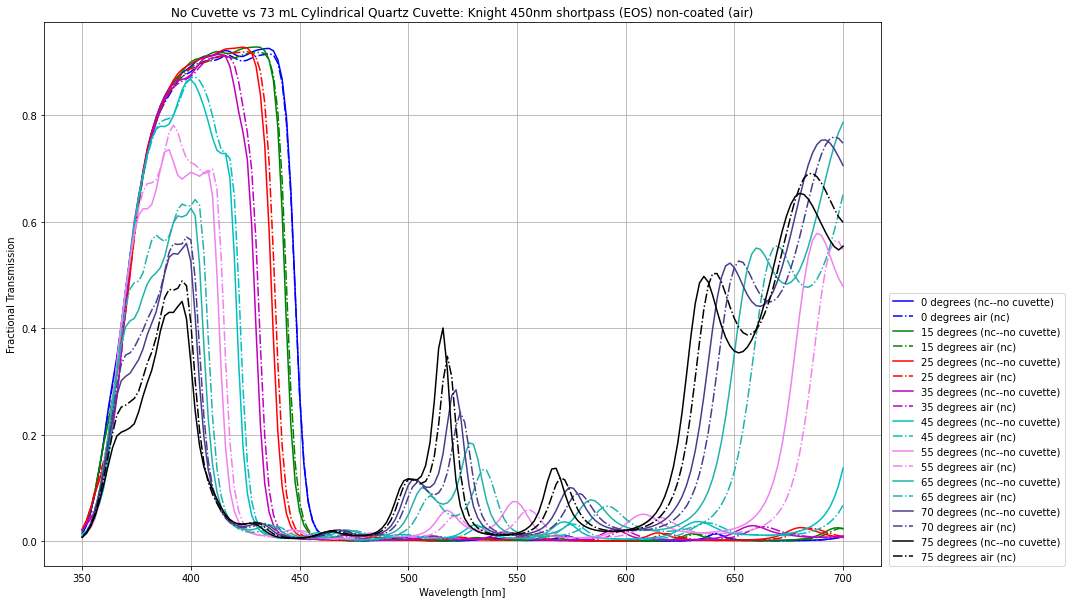 No Cuvette vs 73 mL Cylindrical Quartz Cuvette: Knight 450nm shortpass (EOS) non-coated (air)
Fractional Transmission
0.8
0.6
0.4
0.2
0.0
350
400
450
500
550
600
650
700
Wavelength [nm]
0 degrees (nc--no cuvette)
0 degrees air (nc)
15 degrees (nc--no cuvette)
15 degrees air (nc)
25 degrees (nc--no cuvette)
25 degrees air (nc)
35 degrees (nc--no cuvette)
35 degrees air (nc)
45 degrees (nc--no cuvette)
45 degrees air (nc)
55 degrees (nc--no cuvette)
55 degrees air (nc)
65 degrees (nc--no cuvette)
65 degrees air (nc)
70 degrees (nc--no cuvette)
70 degrees air (nc)
75 degrees (nc--no cuvette)
75 degrees air (nc)